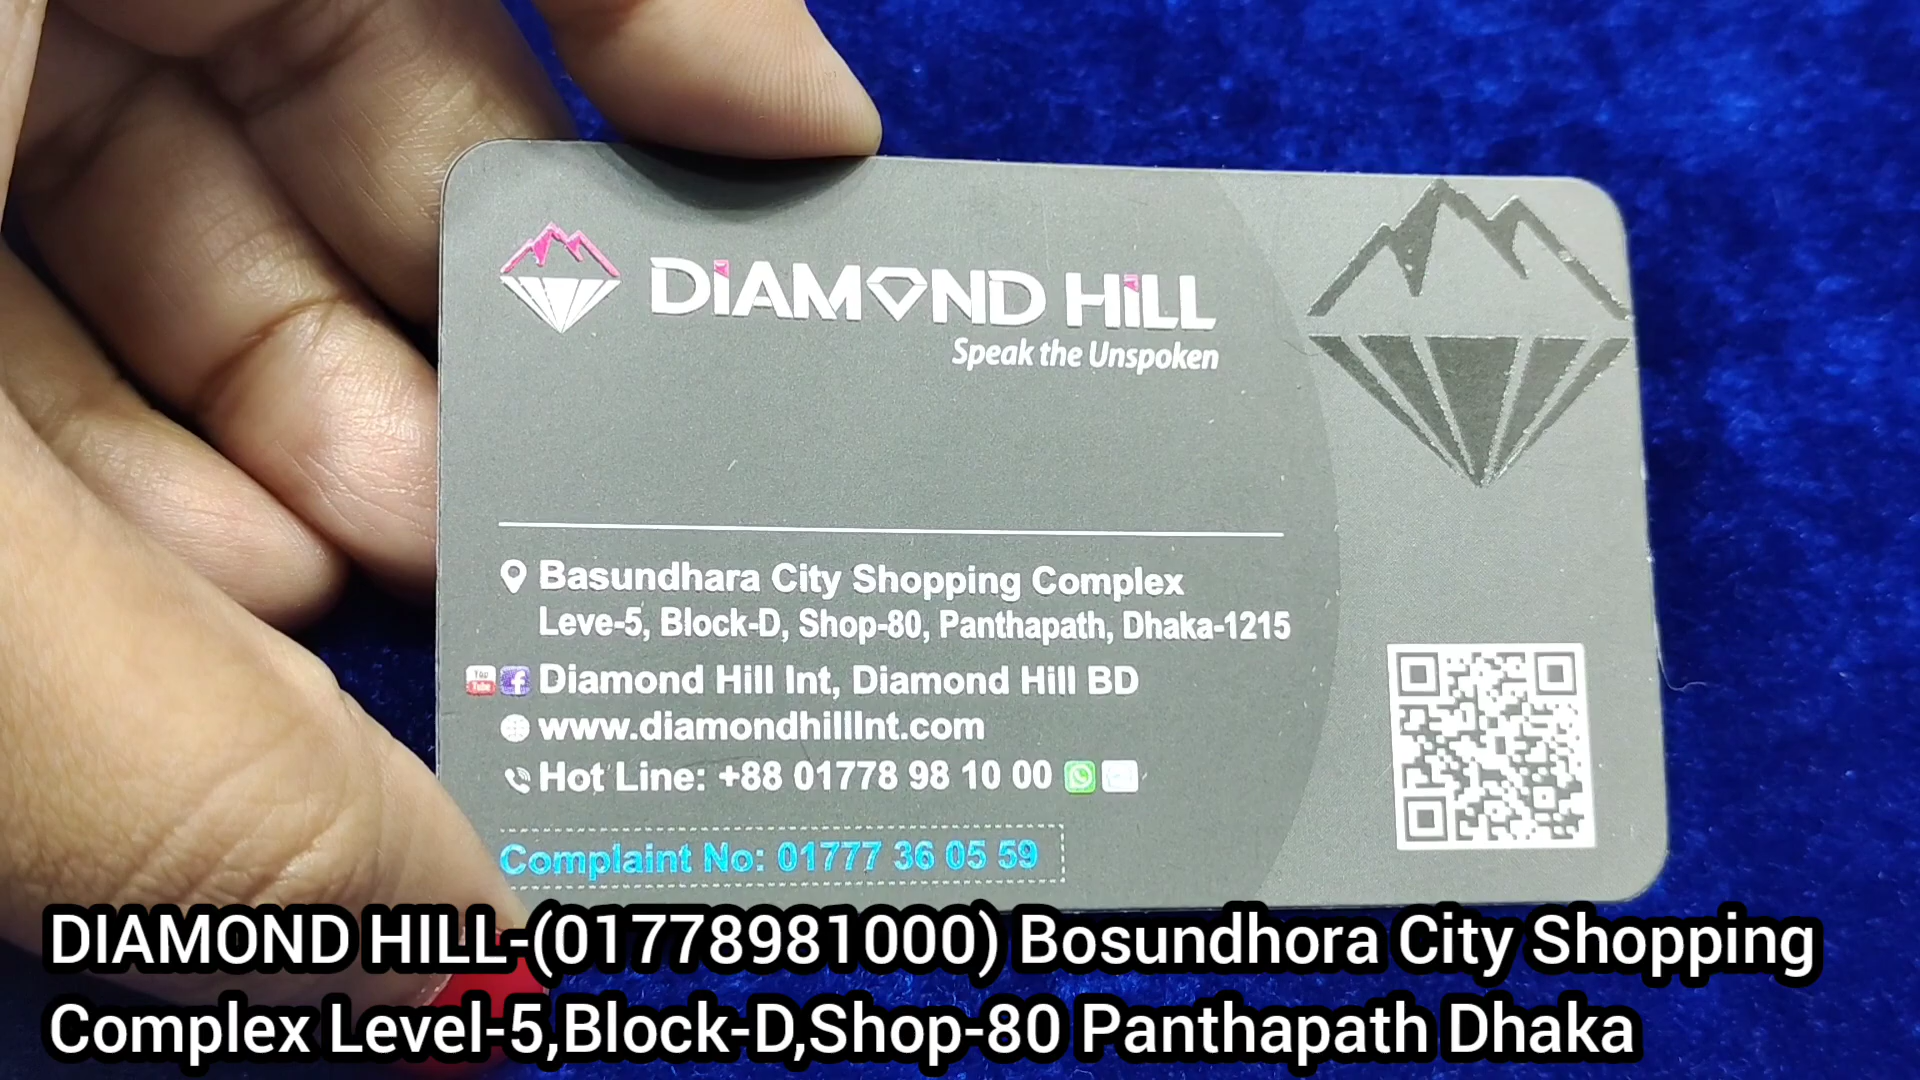 DiAMOND HiLL
Speak the Unspoken
Basundhara City Shopping Complex
Leve-5, Block-D, Shop-80, Panthapath, Dhaka-1215
Diamond Hill Int, Diamond Hill BD
www.diamondhillInt.com
Hot Line: +88 01778 98 10 00
Complaint No: 01777 36 05 59
DIAMOND HILL-(01778981000) Bosundhora City Shopping
Complex Level-5,Block-D,Shop-80 Panthapath Dhaka